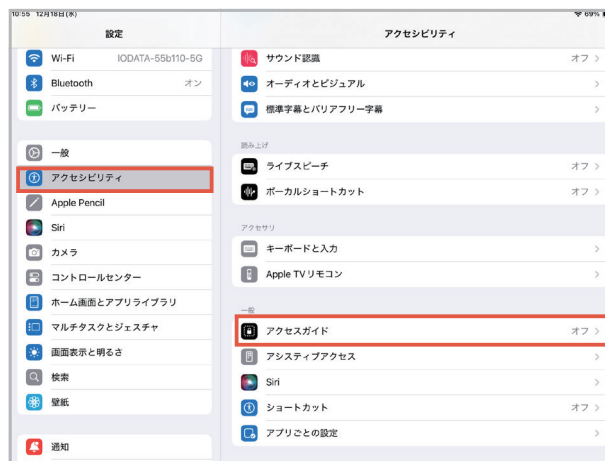 10:55 12月18日(水)
69%
設定
Wi-Fi IODATA-55b110-5G
Bluetooth オン
バッテリー
一般
アクセシビリティ
Apple Pencil
Siri
カメラ
コントロールセンター
ホーム画面とアプリライブラリ
マルチタスクとジェスチャ
画面表示と明るさ
検索
壁紙
通知
アクセシビリティ
サウンド認識 オフ
オーディオとビジュアル
標準字幕とバリアフリー字幕
読み上げ
ライブスピーチ オフ
ボーカルショートカット オフ
アクセサリ
キーボードと入力
Apple TVリモコン
一般
アクセスガイド オフ
アシスティブアクセス
Siri
ショートカット オフ
アプリごとの設定